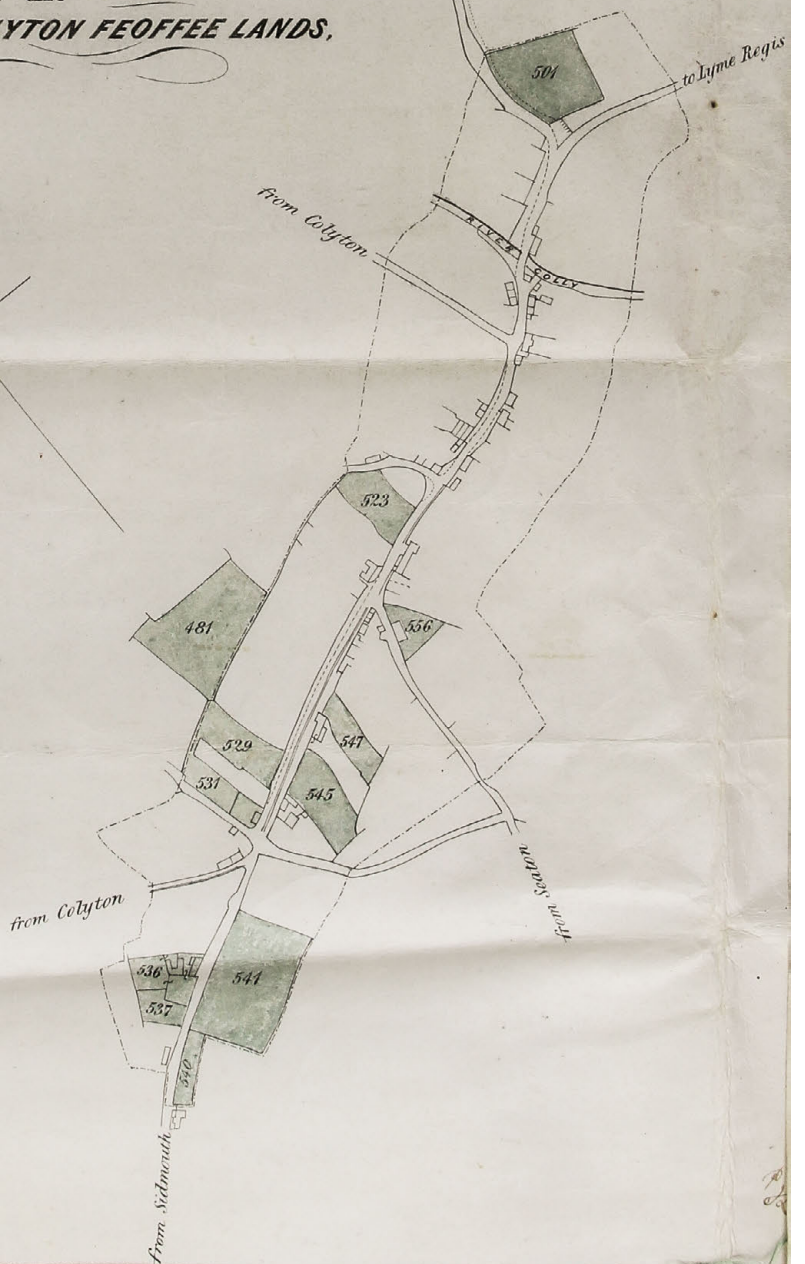 YTON FEOFFEE LANDS,
501
to Lyme Regis
from Colyton
RIVER COLLY
523
481
556
529
547
531
545
from Colyton
from Seaton
536
541
537
540
from Sidmouth